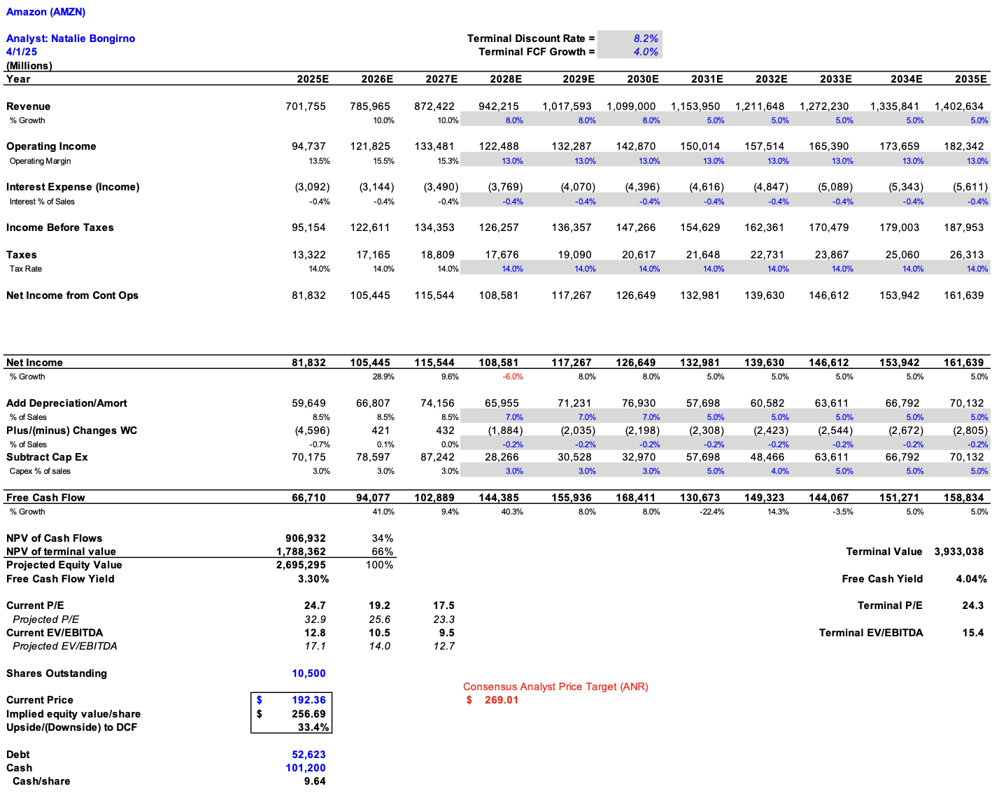 Amazon (AMZN)
Analyst: Natalie Bongirno Terminal Discount Rate = 8.2%
4/1/25 Terminal FCF Growth = 4.0%
(Millions)
Year 2025E 2026E 2027E 2028E 2029E 2030E 2031E 2032E 2033E 2034E 2035E
Revenue 701,755 785,965 872,422 942,215 1,017,593 1,099,000 1,153,950 1,211,648 1,272,230 1,335,841 1,402,634
% Growth 10.0% 10.0% 8.0% 8.0% 8.0% 5.0% 5.0% 5.0% 5.0% 5.0%
Operating Income 94,737 121,825 133,481 122,488 132,287 142,870 150,014 157,514 165,390 173,659 182,342
Operating Margin 13.5% 15.5% 15.3% 13.0% 13.0% 13.0% 13.0% 13.0% 13.0% 13.0% 13.0%
Interest Expense (Income) (3,092) (3,144) (3,490) (3,769) (4,070) (4,396) (4,616) (4,847) (5,089) (5,343) (5,611)
Interest % of Sales -0.4% -0.4% -0.4% -0.4% -0.4% -0.4% -0.4% -0.4% -0.4% -0.4% -0.4%
Income Before Taxes 95,154 122,611 134,353 126,257 136,357 147,266 154,629 162,361 170,479 179,003 187,953
Taxes 13,322 17,165 18,809 17,676 19,090 20,617 21,648 22,731 23,867 25,060 26,313
Tax Rate 14.0% 14.0% 14.0% 14.0% 14.0% 14.0% 14.0% 14.0% 14.0% 14.0% 14.0%
Net Income from Cont Ops 81,832 105,445 115,544 108,581 117,267 126,649 132,981 139,630 146,612 153,942 161,639
Net Income 81,832 105,445 115,544 108,581 117,267 126,649 132,981 139,630 146,612 153,942 161,639
% Growth 28.9% 9.6% -6.0% 8.0% 8.0% 5.0% 5.0% 5.0% 5.0% 5.0%
Add Depreciation/Amort 59,649 66,807 74,156 65,955 71,231 76,930 57,698 60,582 63,611 66,792 70,132
% of Sales 8.5% 8.5% 8.5% 7.0% 7.0% 7.0% 5.0% 5.0% 5.0% 5.0% 5.0%
Plus/(minus) Changes WC (4,596) 421 432 (1,884) (2,035) (2,198) (2,308) (2,423) (2,544) (2,672) (2,805)
% of Sales -0.7% 0.1% 0.0% -0.2% -0.2% -0.2% -0.2% -0.2% -0.2% -0.2% -0.2%
Subtract Cap Ex 70,175 78,597 87,242 28,266 30,528 32,970 57,698 48,466 63,611 66,792 70,132
Capex % of sales 3.0% 3.0% 3.0% 3.0% 3.0% 3.0% 5.0% 4.0% 5.0% 5.0% 5.0%
Free Cash Flow 66,710 94,077 102,889 144,385 155,936 168,411 130,673 149,323 144,067 151,271 158,834
% Growth 41.0% 9.4% 40.3% 8.0% 8.0% -22.4% 14.3% -3.5% 5.0% 5.0%
NPV of Cash Flows 906,932 34%
NPV of terminal value 1,788,362 66% Terminal Value 3,933,038
Projected Equity Value 2,695,295 100%
Free Cash Flow Yield 3.30% Free Cash Yield 4.04%
Current P/E 24.7 19.2 17.5 Terminal P/E 24.3
Projected P/E 32.9 25.6 23.3
Current EV/EBITDA 12.8 10.5 9.5 Terminal EV/EBITDA 15.4
Projected EV/EBITDA 17.1 14.0 12.7
Shares Outstanding 10,500
Consensus Analyst Price Target (ANR)
Current Price $ 192.36 $ 269.01
Implied equity value/share $ 256.69
Upside/(Downside) to DCF 33.4%
Debt 52,623
Cash 101,200
Cash/share 9.64